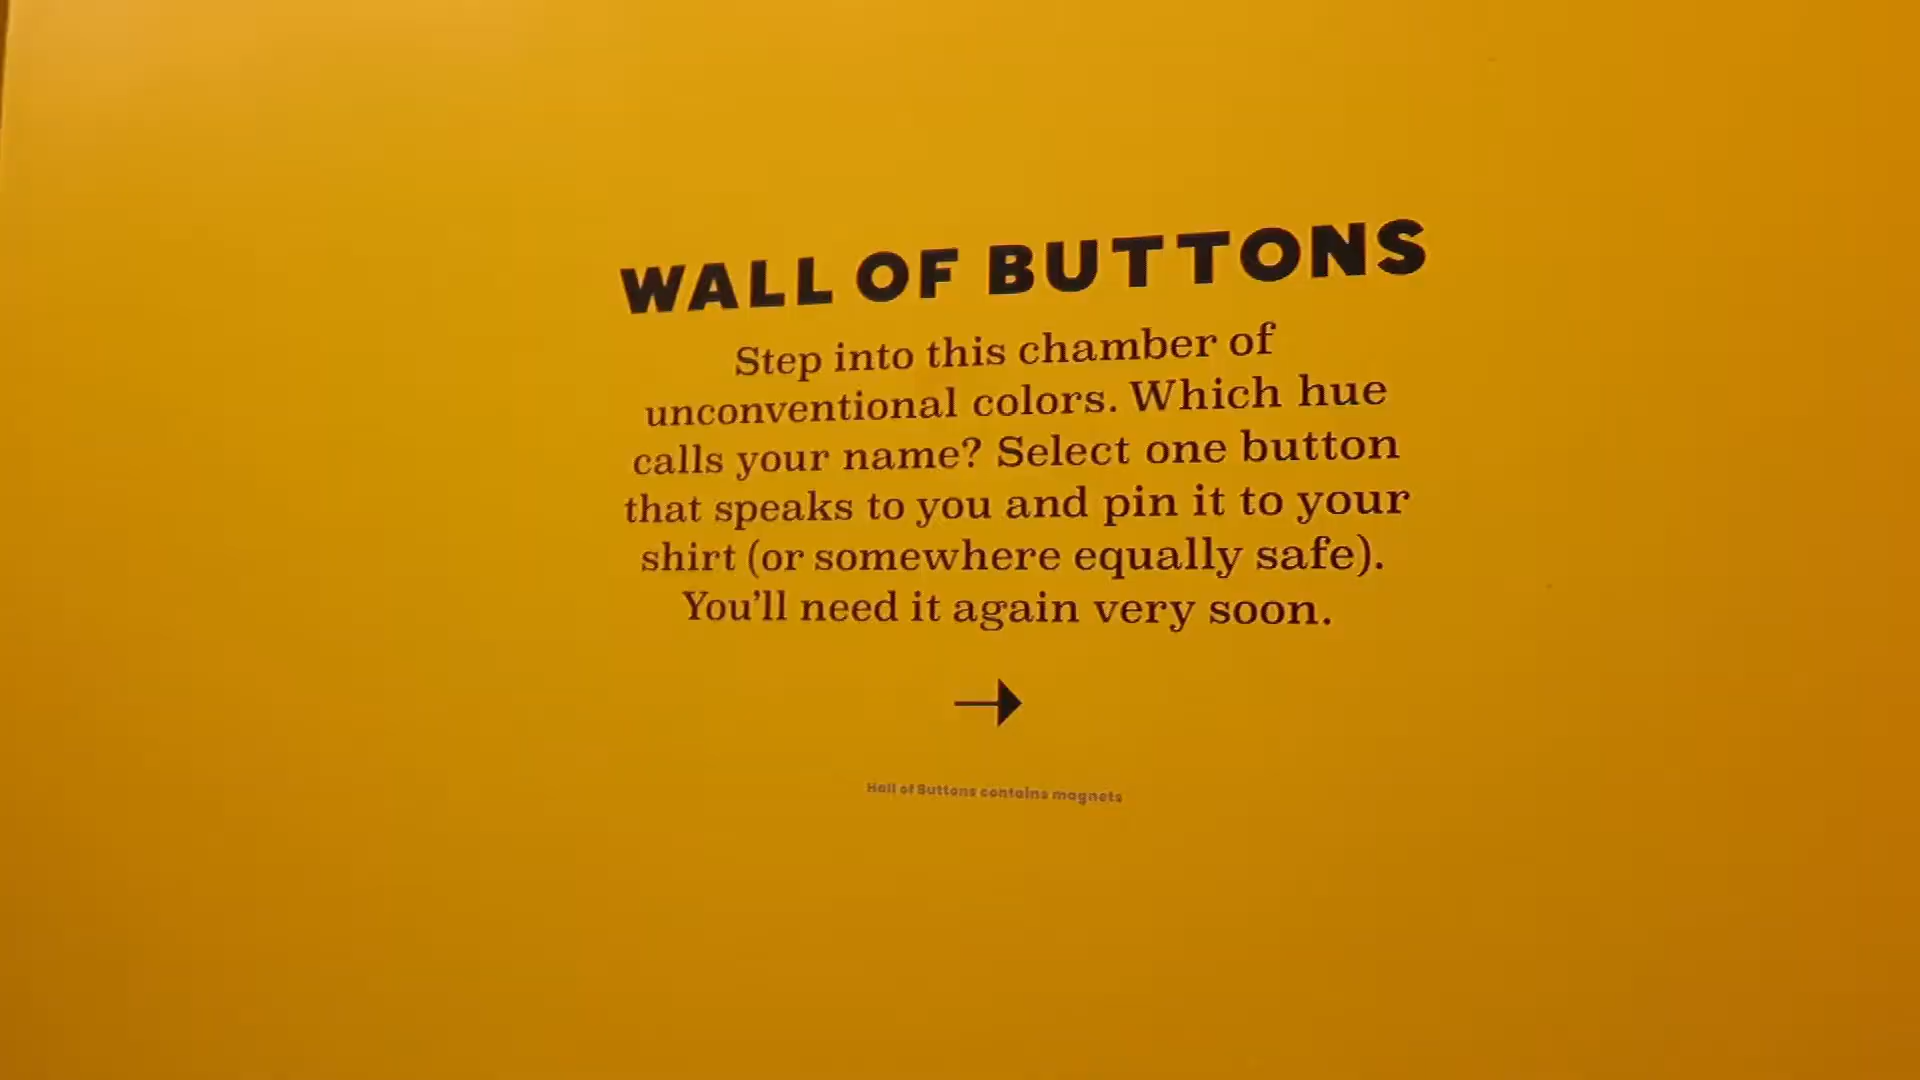 WALL OF BUTTONS
Step into this chamber of
unconventional colors. Which hue
calls your name? Select one button
that speaks to you and pin it to your
shirt (or somewhere equally safe).
You'll need it again very soon.
Hall of Buttons contains magnets